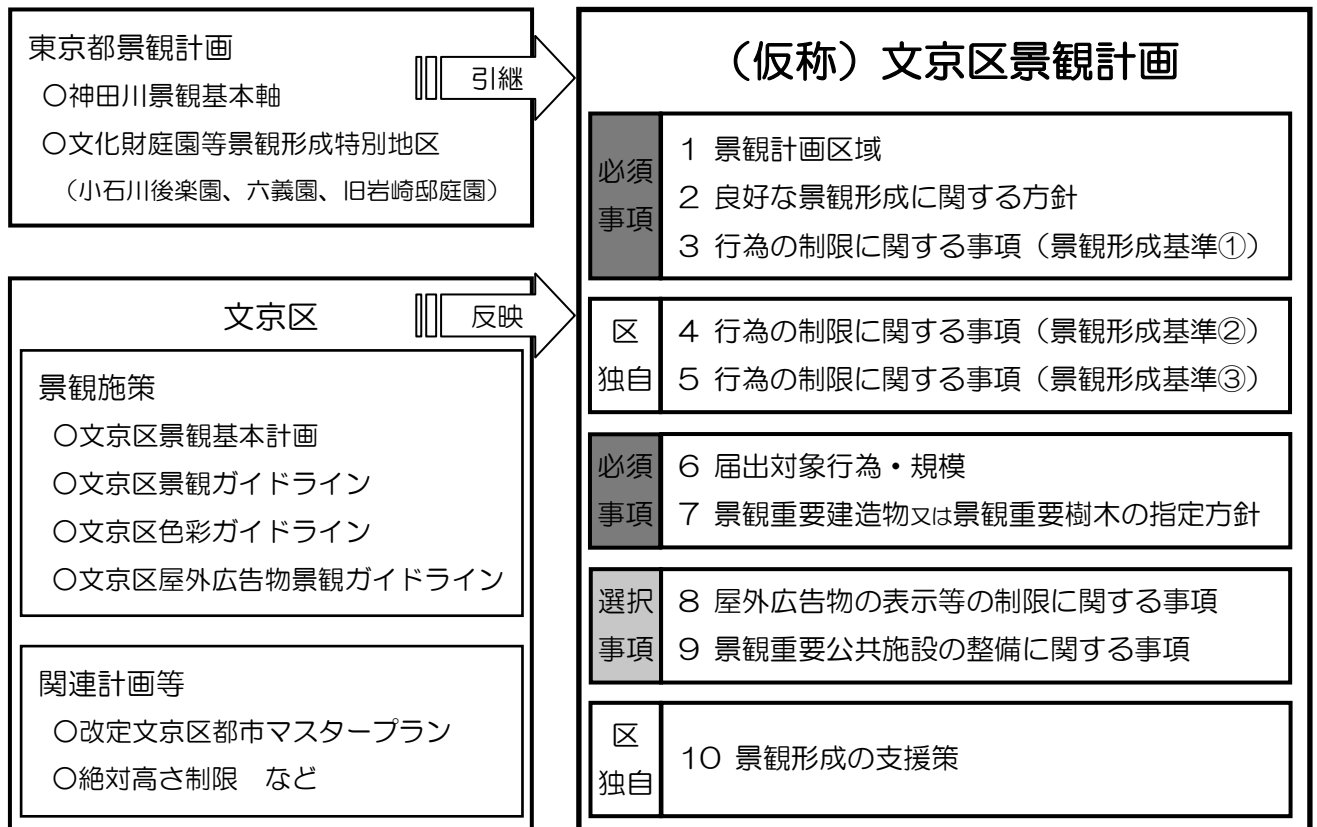 東京都景観計画
○神田川景観基本軸
○文化財庭園等景観形成特別地区
（小石川後楽園、六義園、旧岩崎邸庭園）
引継
文京区
反映
景観施策
○文京区景観基本計画
○文京区景観ガイドライン
○文京区色彩ガイドライン
○文京区屋外広告物景観ガイドライン
関連計画等
○改定文京区都市マスタープラン
○絶対高さ制限　など
（仮称）文京区景観計画
必須
事項
1 景観計画区域
2 良好な景観形成に関する方針
3 行為の制限に関する事項（景観形成基準①）
区
独自
4 行為の制限に関する事項（景観形成基準②）
5 行為の制限に関する事項（景観形成基準③）
必須
事項
6 届出対象行為・規模
7 景観重要建造物又は景観重要樹木の指定方針
選択
事項
8 屋外広告物の表示等の制限に関する事項
9 景観重要公共施設の整備に関する事項
区
独自
10 景観形成の支援策